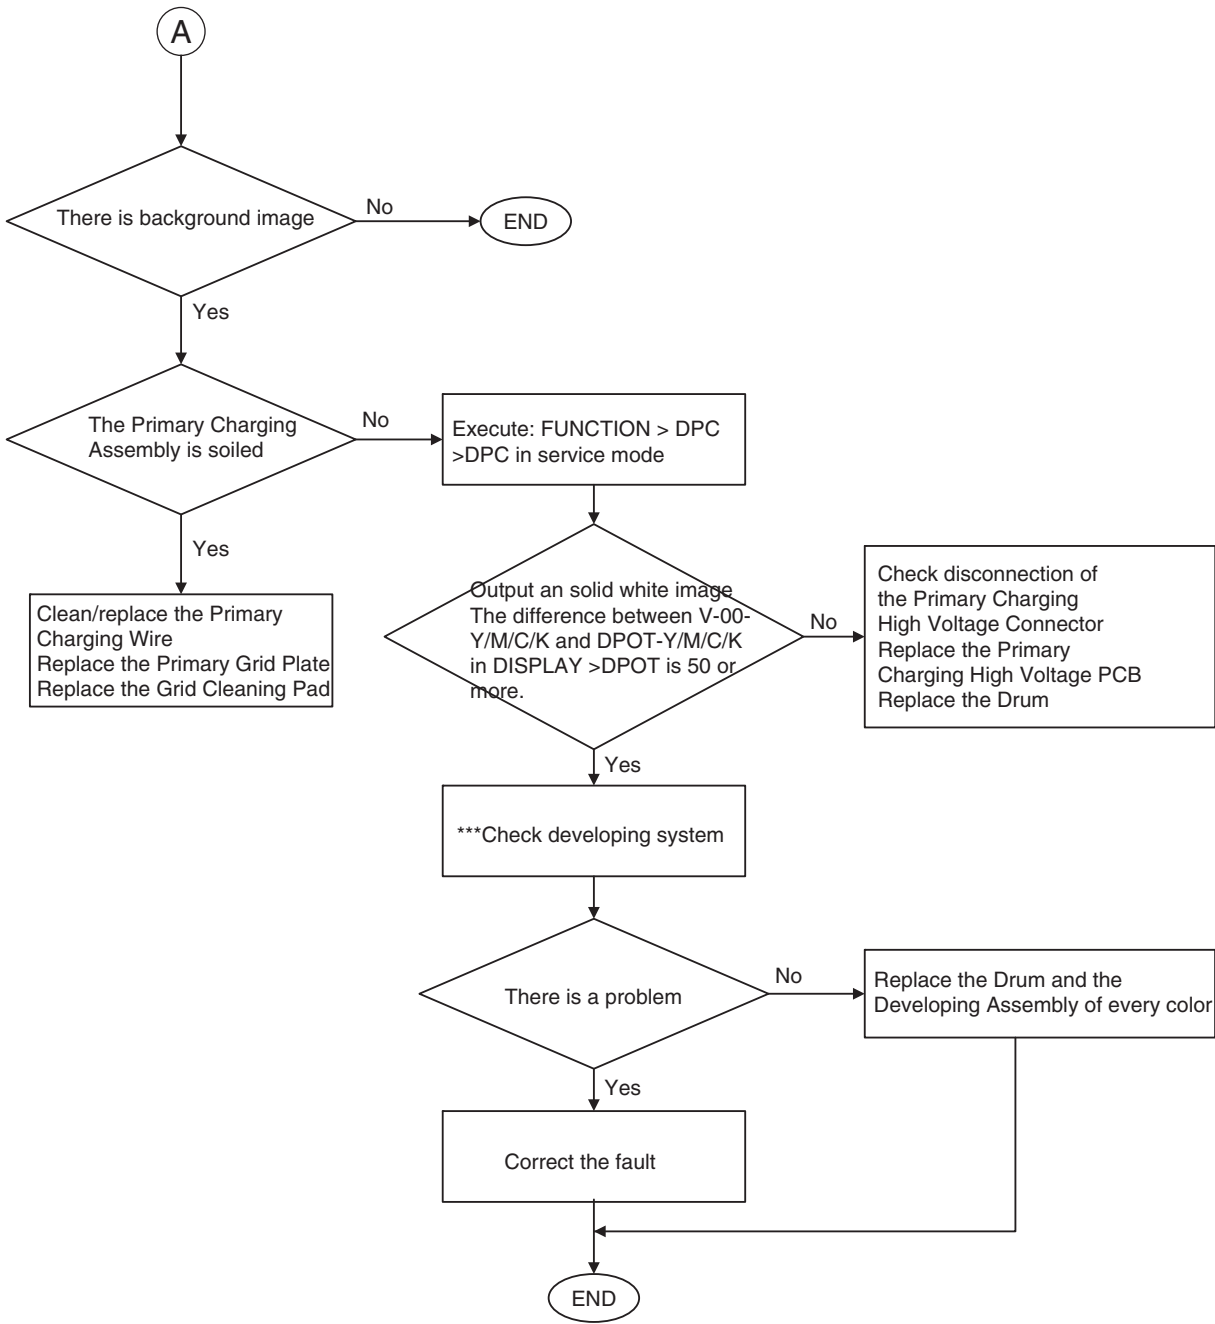 A
There is background image
No
END
Yes
The Primary Charging
Assembly is soiled
No
Execute: FUNCTION > DPC
>DPC in service mode
Yes
Clean/replace the Primary
Charging Wire
Replace the Primary Grid Plate
Replace the Grid Cleaning Pad
Output an solid white image
The difference between V-00-
Y/M/C/K and DPOT-Y/M/C/K
in DISPLAY >DPOT is 50 or
more.
No
Check disconnection of
the Primary Charging
High Voltage Connector
Replace the Primary
Charging High Voltage PCB
Replace the Drum
Yes
***Check developing system
There is a problem
No
Replace the Drum and the
Developing Assembly of every color
Yes
Correct the fault
END